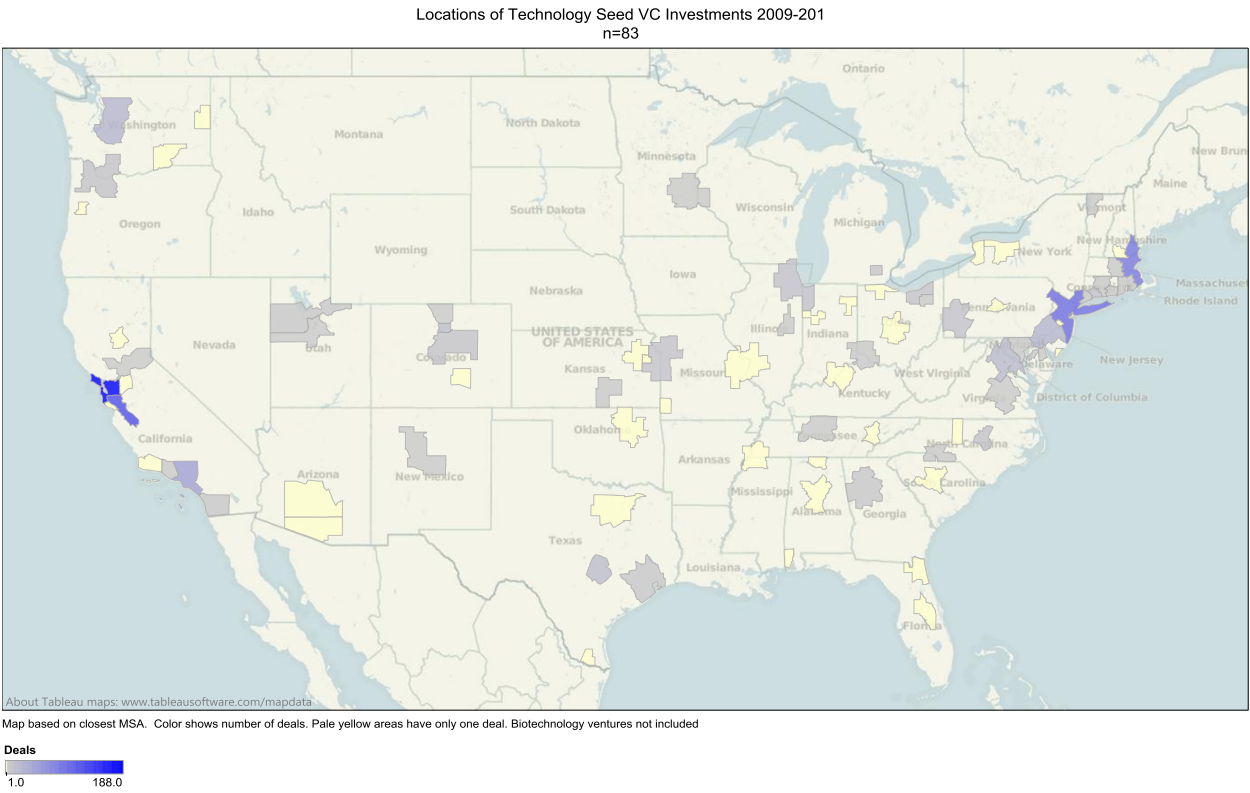 Locations of Technology Seed VC Investments 2009-201
n=83
Ontario
Washington
Montana
North Dakota
Minnesota
New Brun
Maine
Oregon
Idaho
South Dakota
Wisconsin
Michigan
Vermont
Wyoming
New York
New Hampshire
Iowa
Massachuset
Rhode Island
Nebraska
Nevada
Utah
UNITED STATES
OF AMERICA
Illinois
Indiana
Colorado
Kansas
Missouri
West Virginia
Delaware
New Jersey
Kentucky
District of Columbia
California
Oklahoma
North Carolina
Arizona
New Mexico
Arkansas
Mississippi
South Carolina
Alabama
Georgia
Texas
Louisiana
Florida
About Tableau maps: www.tableausoftware.com/mapdata
Map based on closest MSA.  Color shows number of deals. Pale yellow areas have only one deal. Biotechnology ventures not included
Deals
1.0
188.0